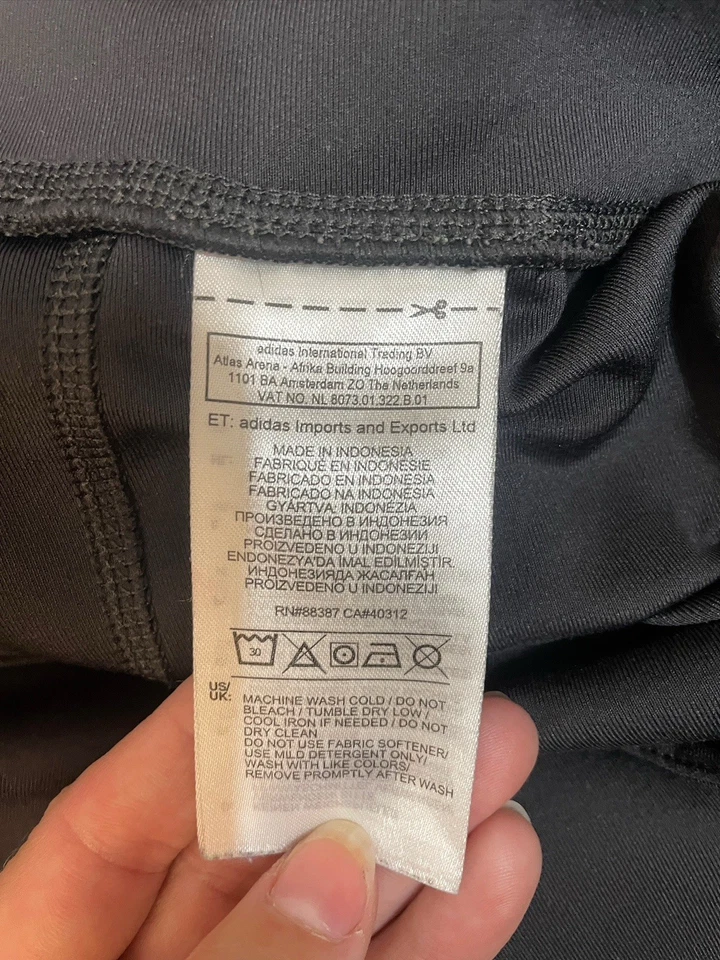 adidas International Trading BV
Atlas Arena - Afrika Building Hoogoorddreef 9a
1101 BA Amsterdam ZO The Netherlands
VAT NO. NL 8073.01.322.B.01
ET: adidas Imports and Exports Ltd
MADE IN INDONESIA
FABRIQUÉ EN INDONÉSIE
FABRICADO EN INDONESIA
FABRICADO NA INDONÉSIA
GYÁRTVA: INDONÉZIA
ПРОИЗВЕДЕНО В ИНДОНЕЗИЯ
СДЕЛАНО В ИНДОНЕЗИИ
PROIZVEDENO U INDONEZIJI
ENDONEZYA'DA İMAL EDİLMİŞTİR
ИНДОНЕЗИЯДА ЖАСАЛҒАН
PROIZVEDENO U INDONEZIJI
RN#88387 CA#40312
30
US/
UK:
MACHINE WASH COLD / DO NOT
BLEACH / TUMBLE DRY LOW /
COOL IRON IF NEEDED / DO NOT
DRY CLEAN
DO NOT USE FABRIC SOFTENER/
USE MILD DETERGENT ONLY/
WASH WITH LIKE COLORS/
REMOVE PROMPTLY AFTER WASH